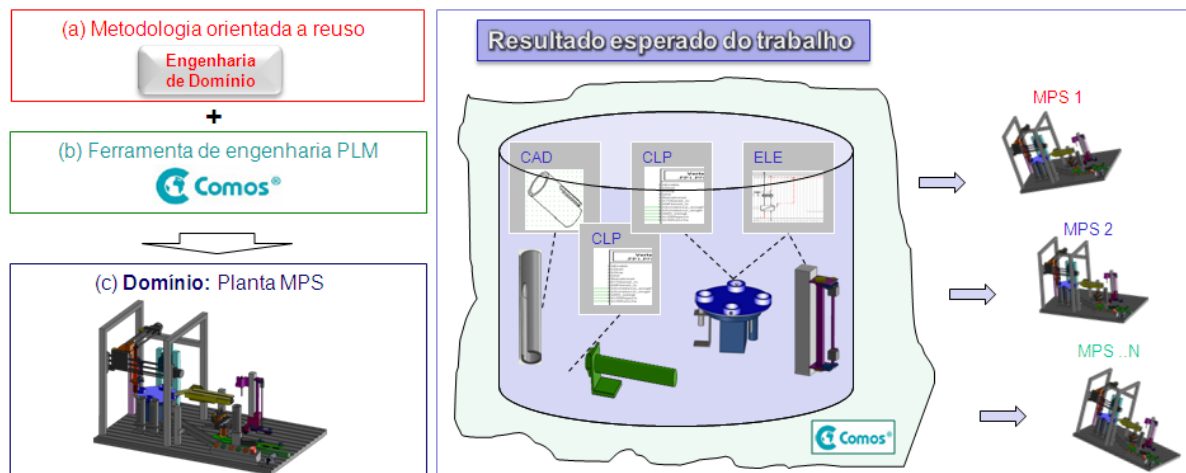 (a) Metodologia orientada a reuso
Engenharia
de Domínio
+
(b) Ferramenta de engenharia PLM
Comos®
(c) Domínio: Planta MPS
Resultado esperado do trabalho
CAD
CLP
ELE
CLP
Comos®
MPS 1
MPS 2
MPS ..N